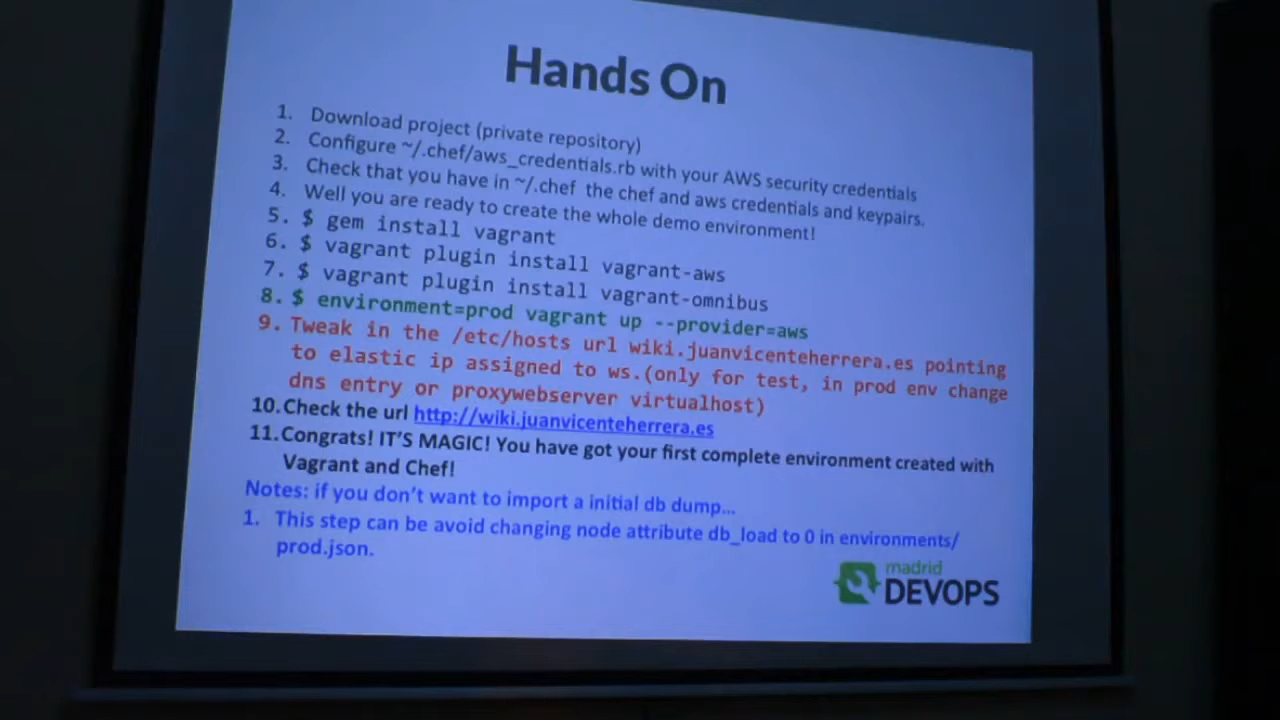 Hands On
1. Download project (private repository)
2. Configure ~/.chef/aws_credentials.rb with your AWS security credentials
3. Check that you have in ~/.chef the chef and aws credentials and keypairs.
4. Well you are ready to create the whole demo environment!
5. $ gem install vagrant
6. $ vagrant plugin install vagrant-aws
7. $ vagrant plugin install vagrant-omnibus
8. $ environment=prod vagrant up --provider=aws
9. Tweak in the /etc/hosts url wiki.juanvicenteherrera.es pointing
to elastic ip assigned to ws.(only for test, in prod env change
dns entry or proxywebserver virtualhost)
10. Check the url http://wiki.juanvicenteherrera.es
11. Congrats! IT'S MAGIC! You have got your first complete environment created with
Vagrant and Chef!
Notes: if you don't want to import a initial db dump...
1. This step can be avoid changing node attribute db_load to 0 in environments/
prod.json.
madrid
DEVOPS